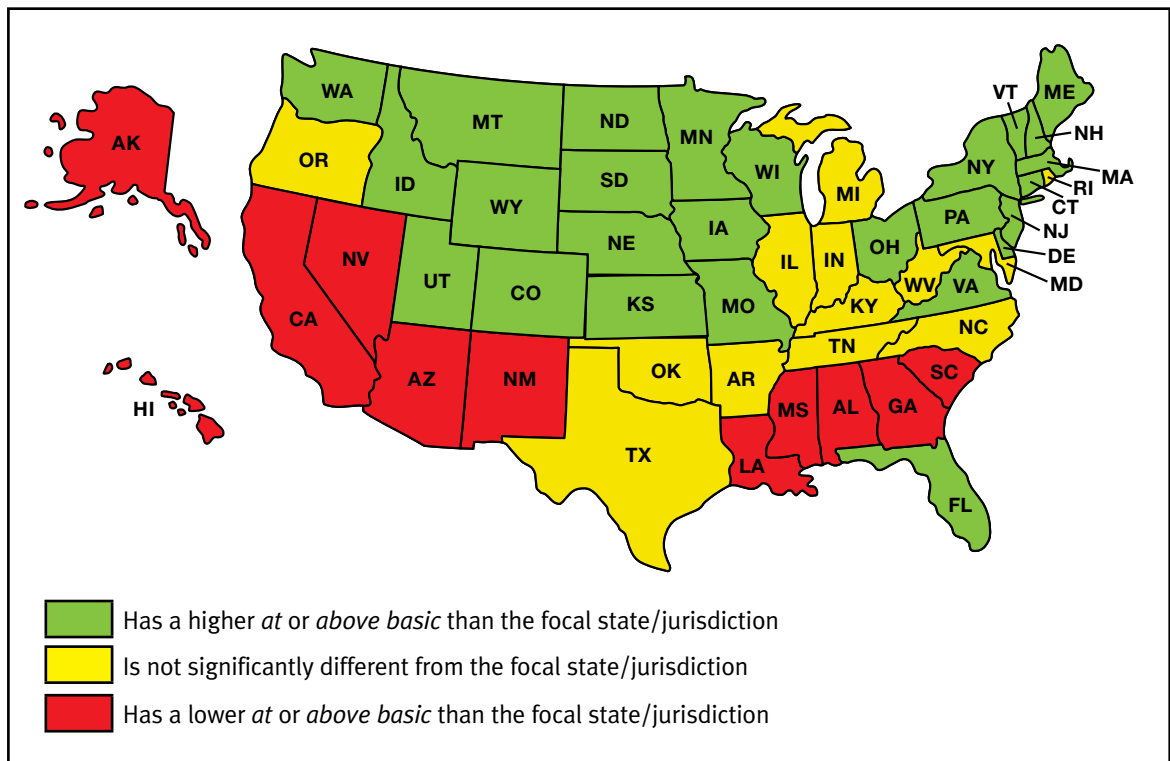 WA
MT
ND
MN
VT
ME
AK
OR
ID
SD
WI
NY
NH
MA
WY
MI
RI
CT
NE
IA
PA
NJ
NV
UT
CO
IL
IN
OH
DE
MD
CA
KS
MO
WV
VA
KY
NC
TN
AZ
NM
OK
AR
SC
HI
MS
AL
GA
TX
LA
FL
Has a higher at or above basic than the focal state/jurisdiction
Is not significantly different from the focal state/jurisdiction
Has a lower at or above basic than the focal state/jurisdiction